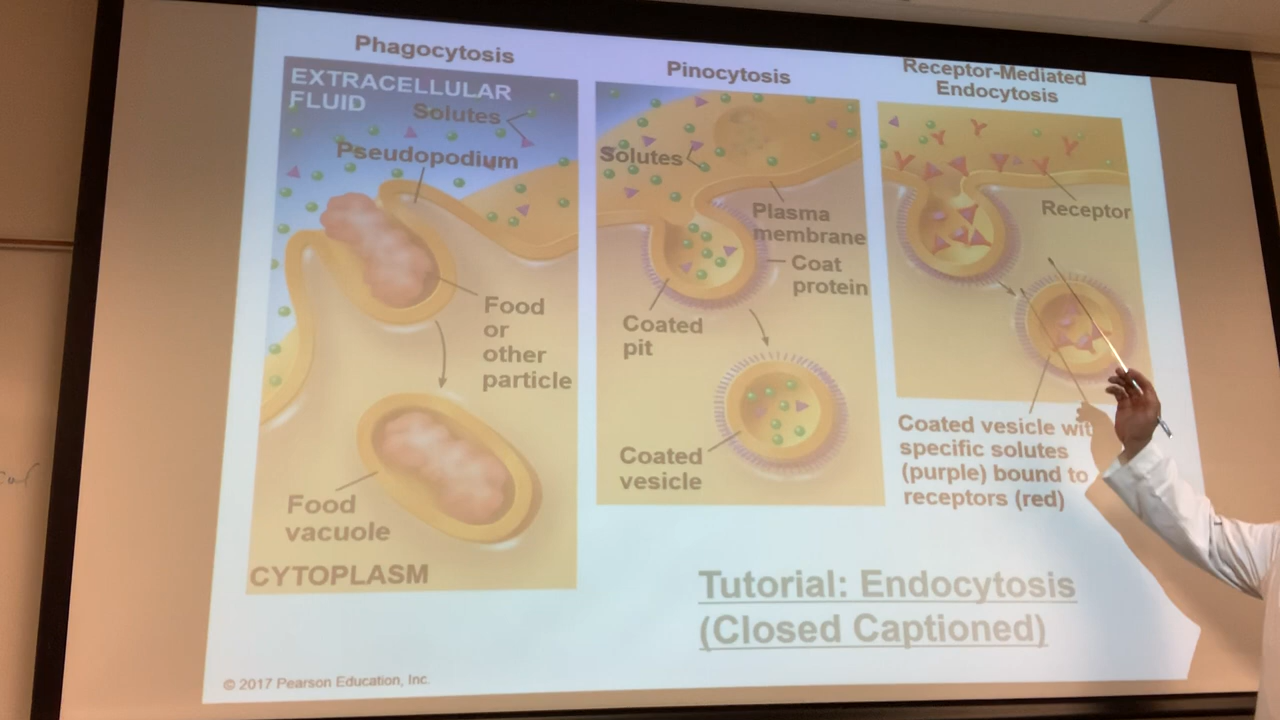 Phagocytosis
EXTRACELLULAR
FLUID
Solutes
Pseudopodium
Food
or
other
particle
Food
vacuole
CYTOPLASM
Pinocytosis
Solutes
Plasma
membrane
Coat
protein
Coated
pit
Coated
vesicle
Receptor-Mediated
Endocytosis
Receptor
Coated vesicle wit
specific solutes
(purple) bound to
receptors (red)
Tutorial: Endocytosis
(Closed Captioned)
© 2017 Pearson Education, Inc.